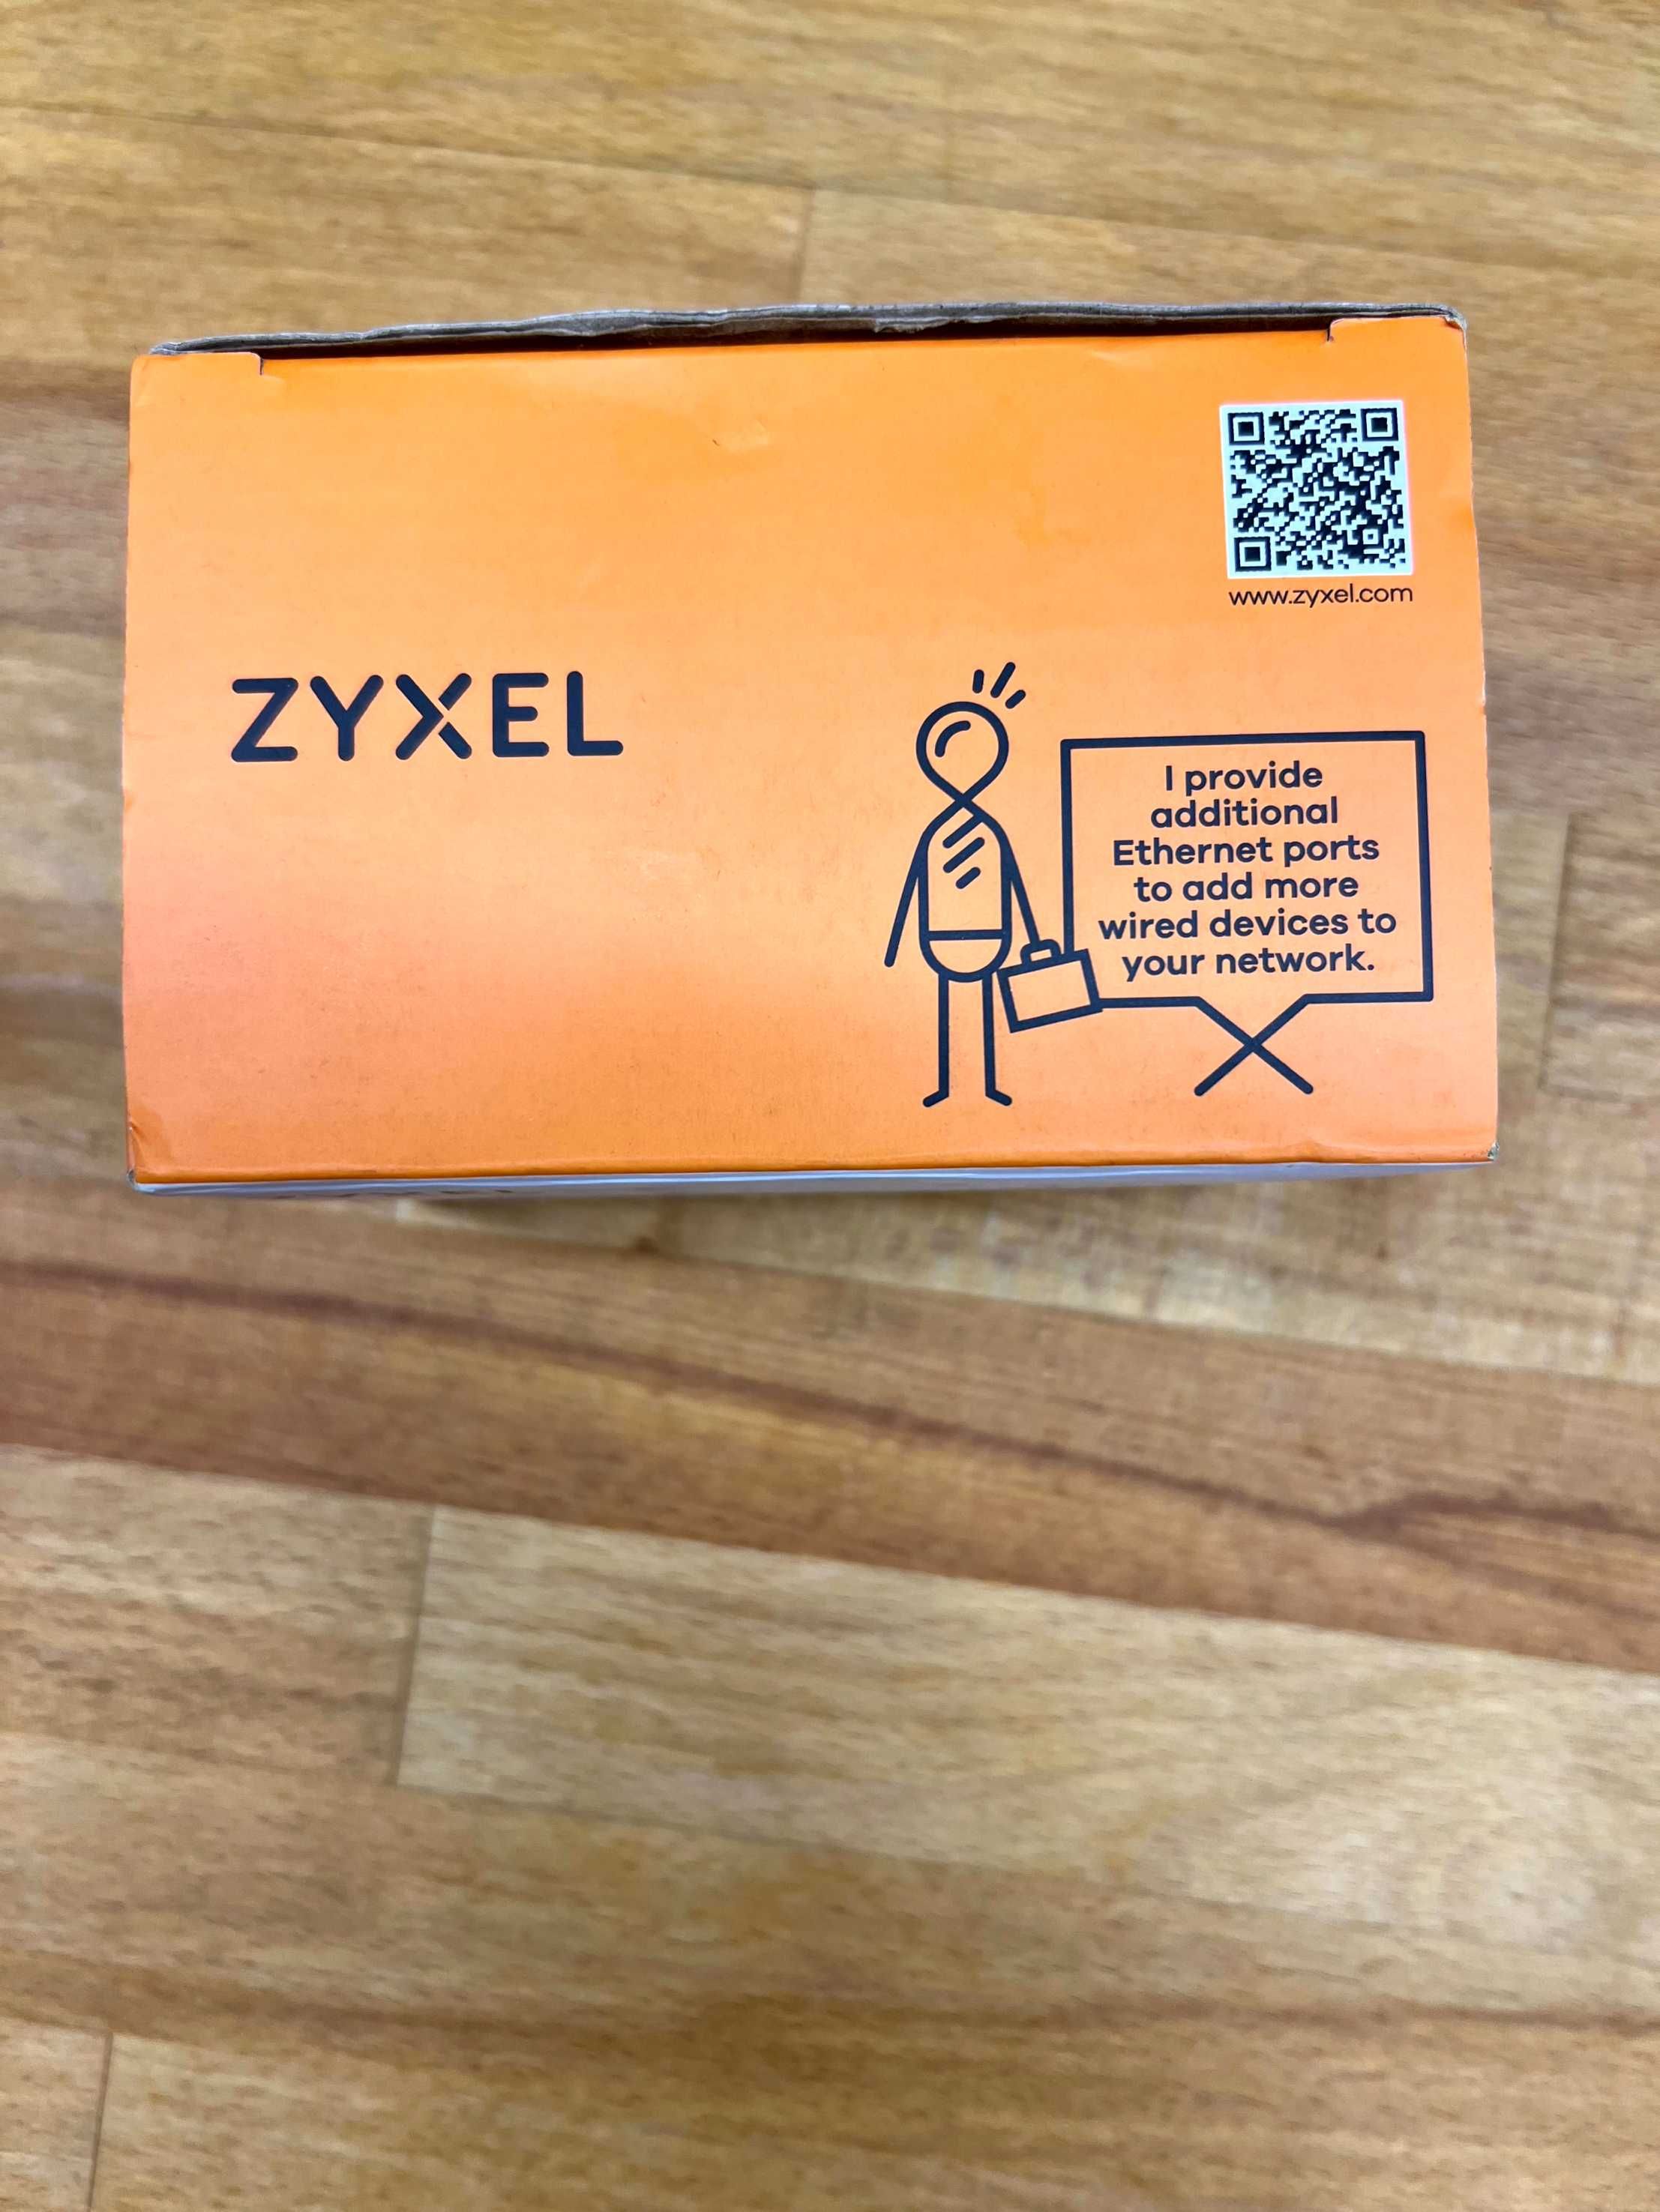 www.zyxel.com
ZYXEL
I provide
additional
Ethernet ports
to add more
wired devices to
your network.